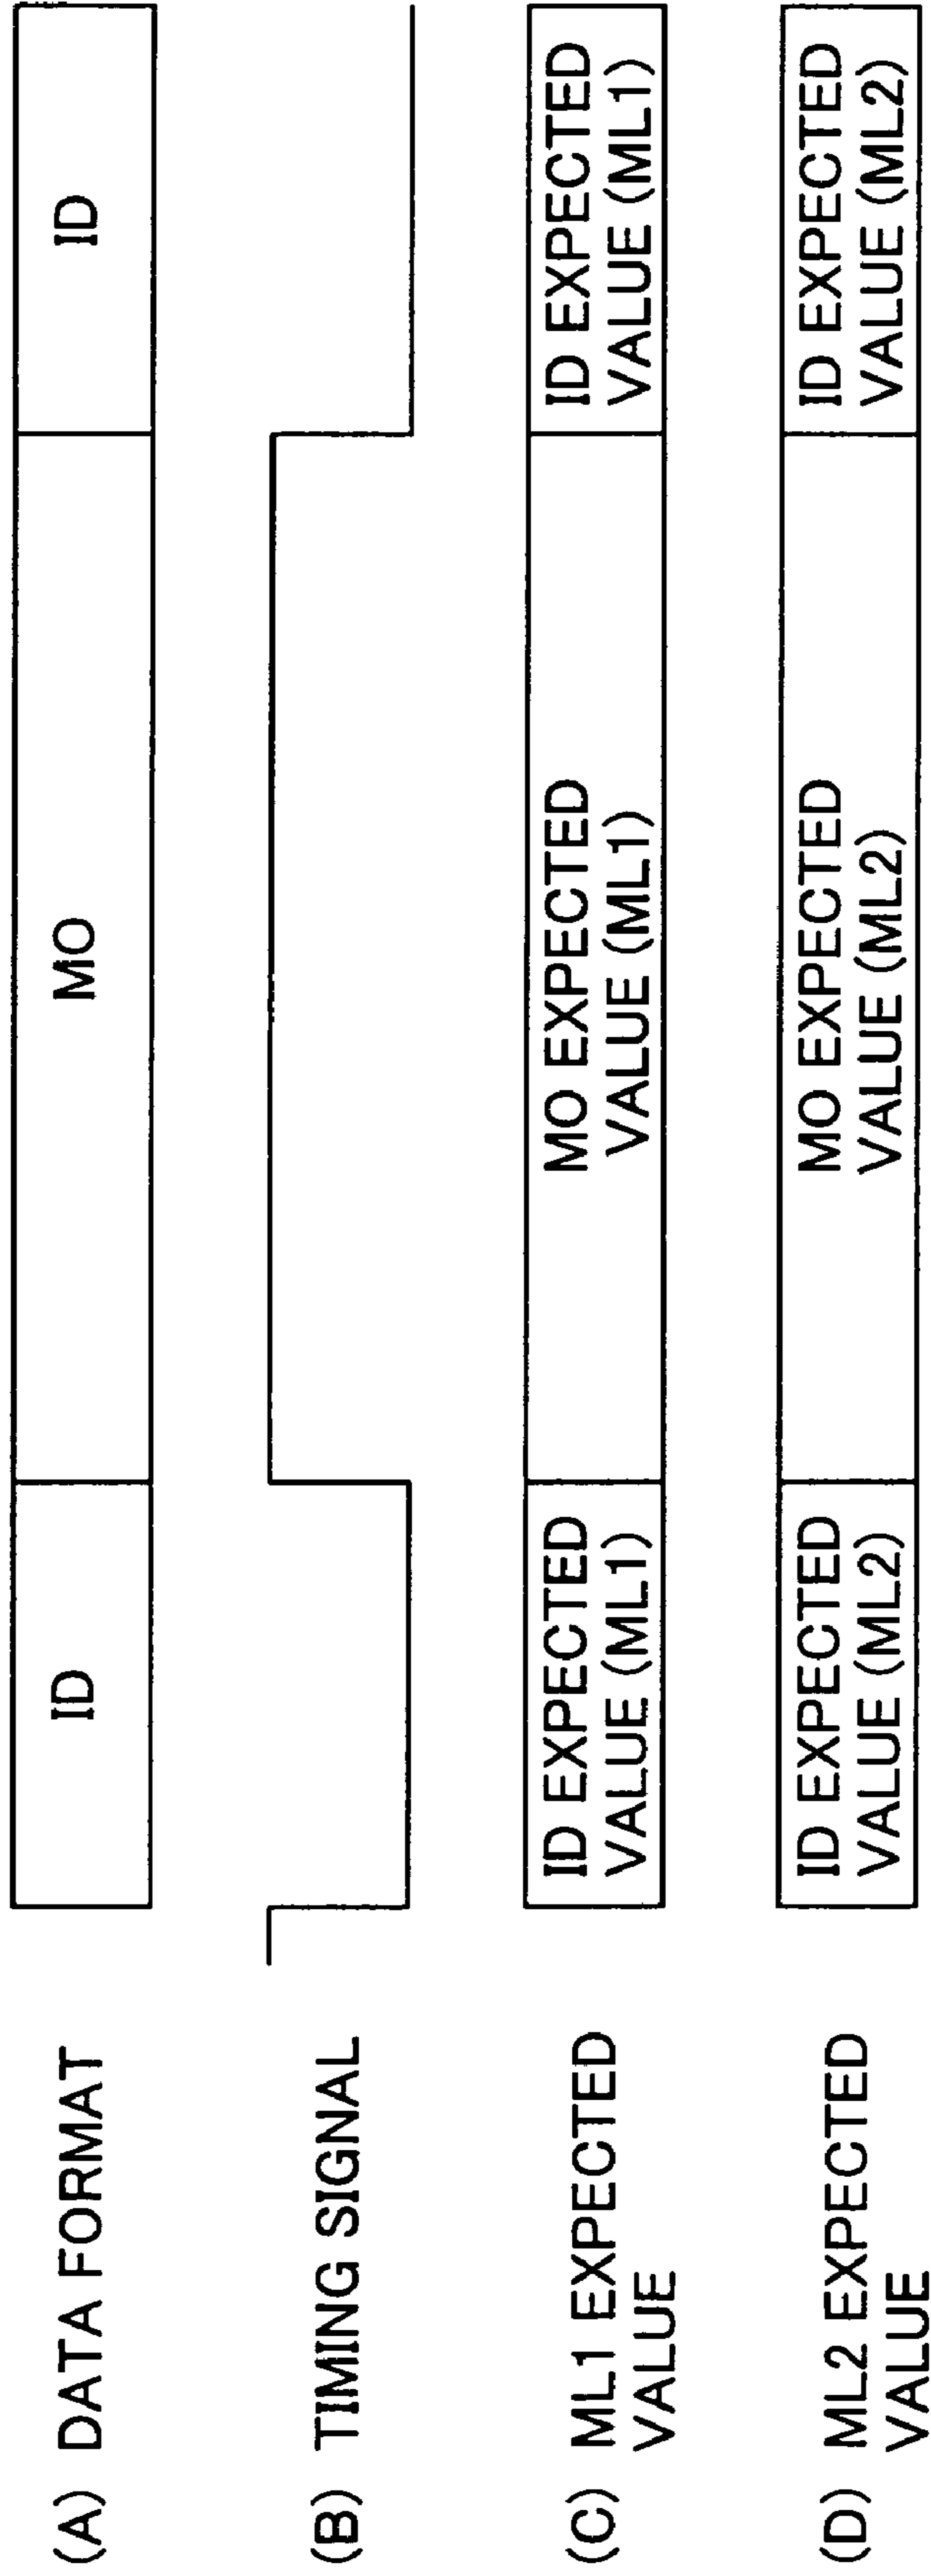 (A) DATA FORMAT
ID
MO
ID
(B) TIMING SIGNAL
(C) ML1 EXPECTED
VALUE
ID EXPECTED
VALUE (ML1)
MO EXPECTED
VALUE (ML1)
ID EXPECTED
VALUE (ML1)
(D) ML2 EXPECTED
VALUE
ID EXPECTED
VALUE (ML2)
MO EXPECTED
VALUE (ML2)
ID EXPECTED
VALUE (ML2)